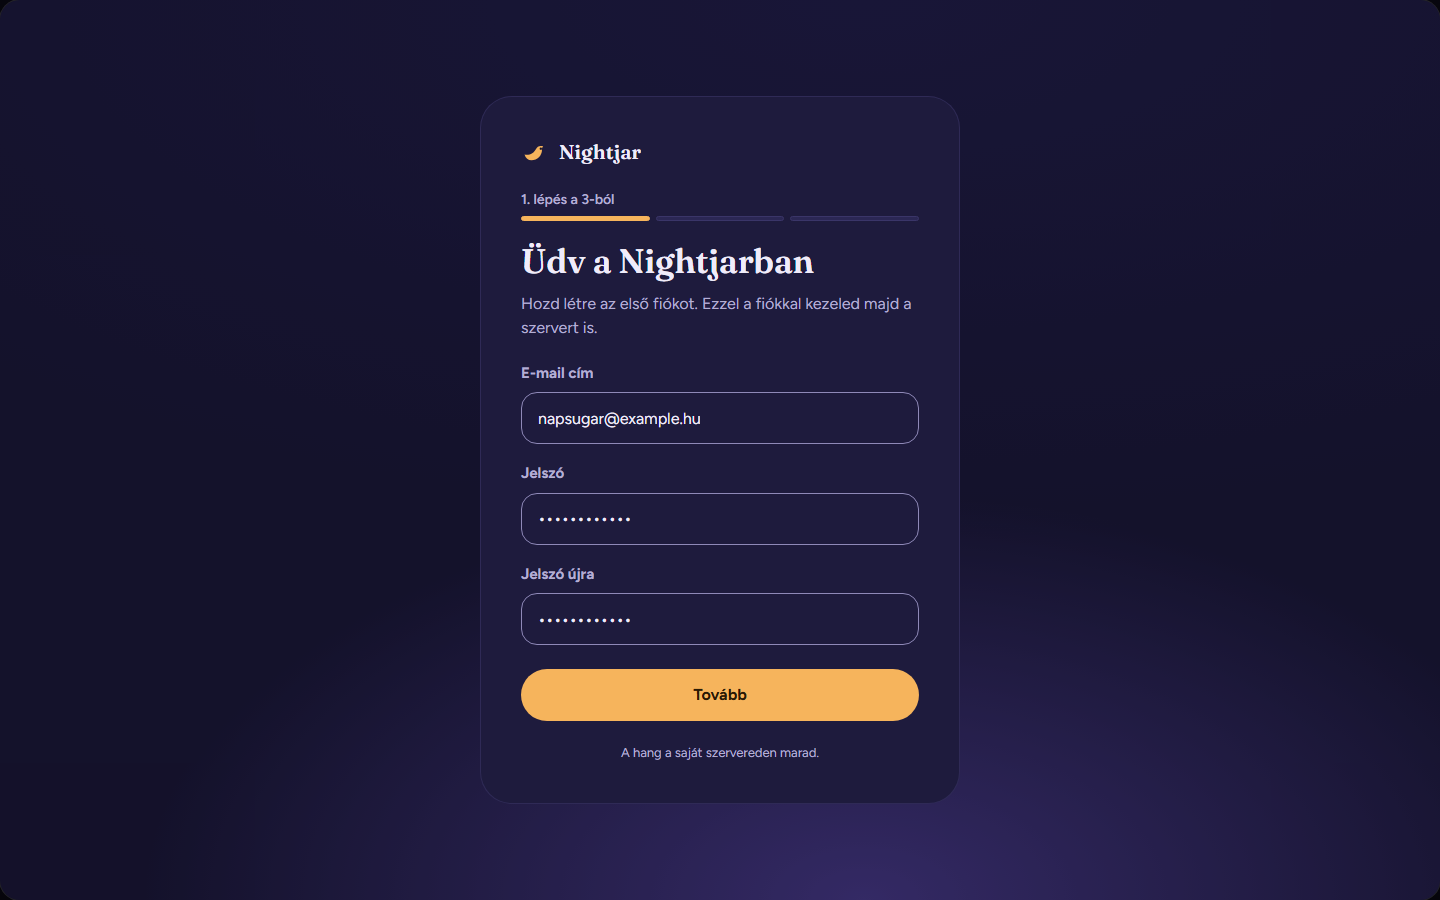 Nightjar
1. lépés a 3-ból
Üdv a Nightjarban
Hozd létre az első fiókot. Ezzel a fiókkal kezeled majd a
szervert is.
E-mail cím
napsugar@example.hu
Jelszó
••••••••••••
Jelszó újra
••••••••••••
Tovább
A hang a saját szervereden marad.